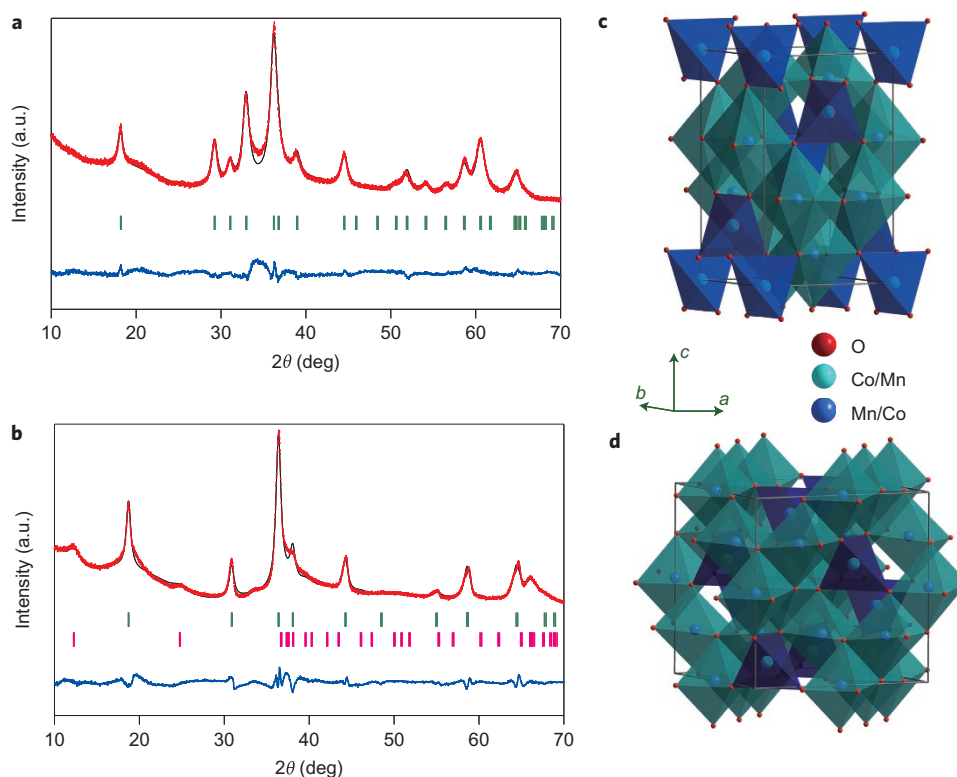 a
Intensity (a.u.)
10 20 30 40 50 60 70
2θ (deg)
b
Intensity (a.u.)
10 20 30 40 50 60 70
2θ (deg)
c
O
Co/Mn
Mn/Co
c
b a
d